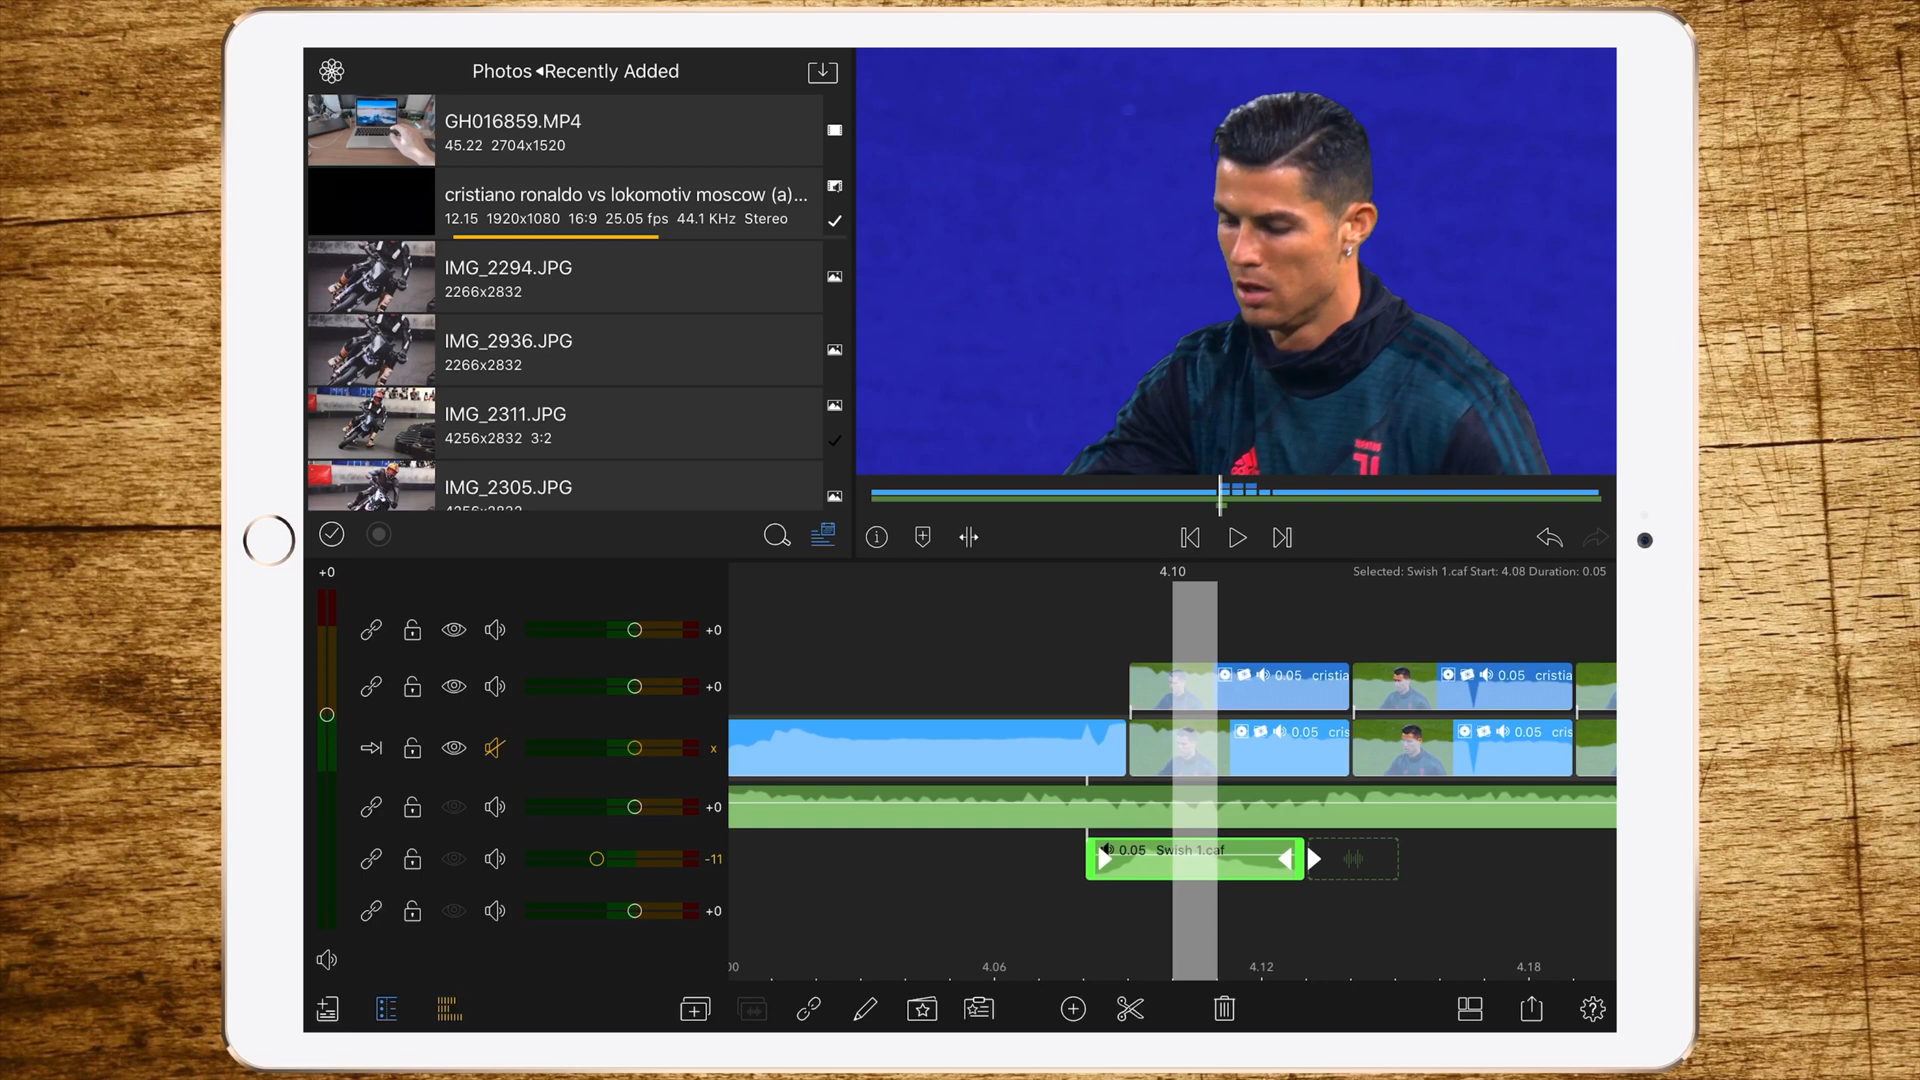 Photos ◂Recently Added
GH016859.MP4
45.22 2704x1520
cristiano ronaldo vs lokomotiv moscow (a)...
12.15 1920x1080 16:9 25.05 fps 44.1 KHz Stereo
IMG_2294.JPG
2266x2832
IMG_2936.JPG
2266x2832
IMG_2311.JPG
4256x2832 3:2
IMG_2305.JPG
4256x2832
+0
4.10
Selected: Swish 1.caf Start: 4.08 Duration: 0.05
+0
0.05 cristia
0.05 cristia
+0
0.05 cris
0.05 cris
x
+0
0.05 Swish 1.caf
-11
+0
00
4.06
4.12
4.18